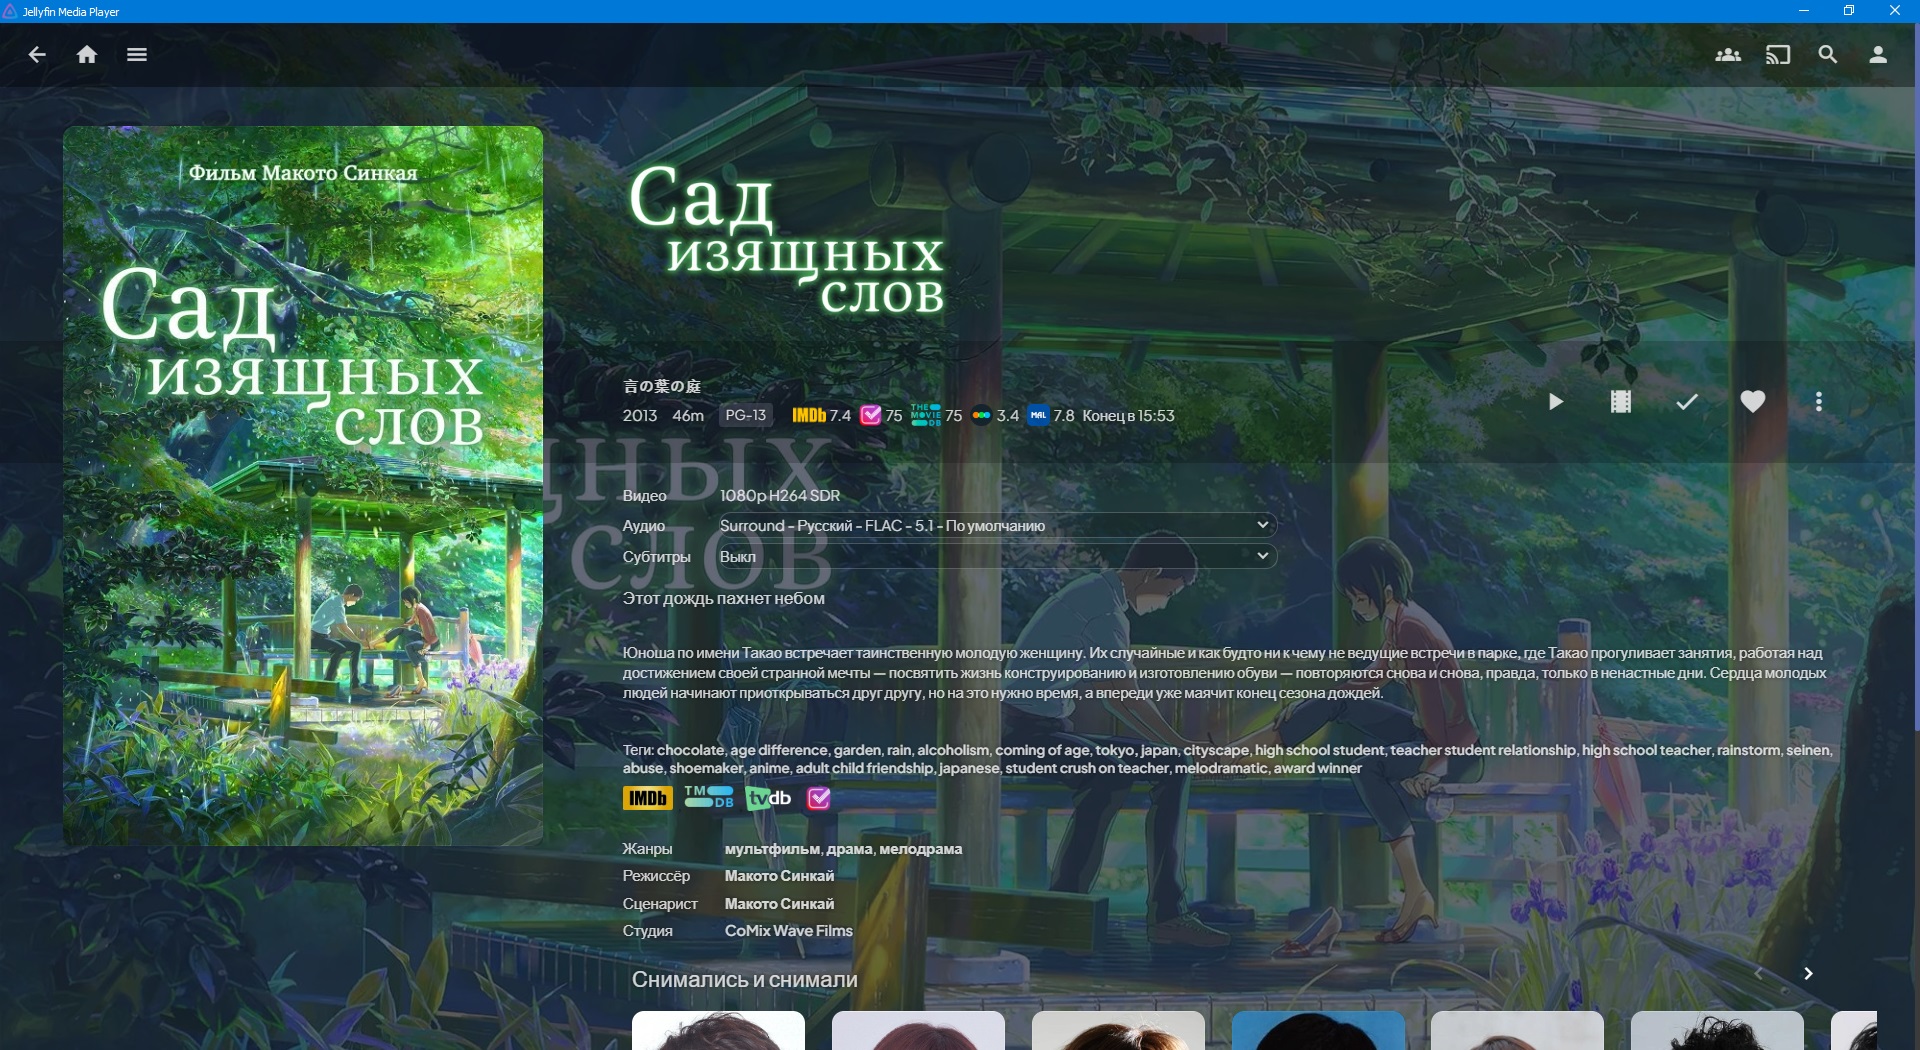 Jellyfin Media Player
Фильм Макото Синкая
Сад
изящных
слов
Сад
изящных
слов
言の葉の庭
2013 46m PG-13 IMDb 7.4 75 THE MOVIE DB 75 3.4 MAL 7.8 Конец в 15:53
щных
слов
Видео 1080p H264 SDR
Аудио Surround - Русский - FLAC - 5.1 - По умолчанию
Субтитры Выкл
Этот дождь пахнет небом
Юноша по имени Такао встречает таинственную молодую женщину. Их случайные и как будто ни к чему не ведущие встречи в парке, где Такао прогуливает занятия, работая над
достижением своей странной мечты — посвятить жизнь конструированию и изготовлению обуви — повторяются снова и снова, правда, только в ненастные дни. Сердца молодых
людей начинают приоткрываться друг другу, но на это нужно время, а впереди уже маячит конец сезона дождей.
Теги: chocolate, age difference, garden, rain, alcoholism, coming of age, tokyo, japan, cityscape, high school student, teacher student relationship, high school teacher, rainstorm, seinen,
abuse, shoemaker, anime, adult child friendship, japanese, student crush on teacher, melodramatic, award winner
IMDb TMDB tvdb
Жанры мультфильм, драма, мелодрама
Режиссёр Макото Синкай
Сценарист Макото Синкай
Студия CoMix Wave Films
Снимались и снимали